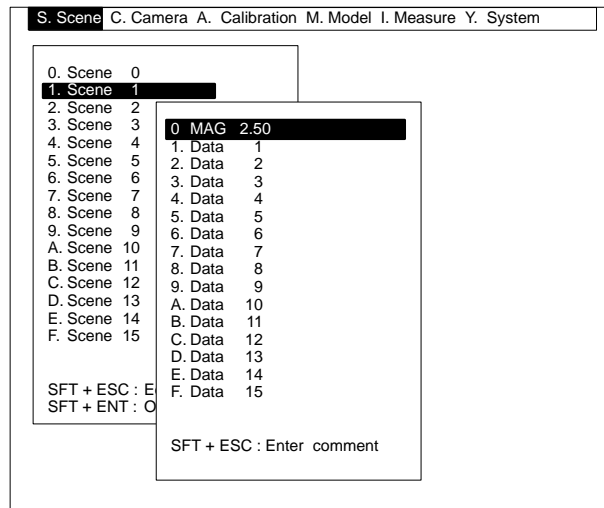 S. Scene C. Camera A. Calibration M. Model I. Measure Y. System
0. Scene 0
1. Scene 1
2. Scene 2
3. Scene 3
4. Scene 4
5. Scene 5
6. Scene 6
7. Scene 7
8. Scene 8
9. Scene 9
A. Scene 10
B. Scene 11
C. Scene 12
D. Scene 13
E. Scene 14
F. Scene 15
SFT + ESC :
SFT + ENT :
0 MAG 2.50
1. Data 1
2. Data 2
3. Data 3
4. Data 4
5. Data 5
6. Data 6
7. Data 7
8. Data 8
9. Data 9
A. Data 10
B. Data 11
C. Data 12
D. Data 13
E. Data 14
F. Data 15
SFT + ESC : Enter comment